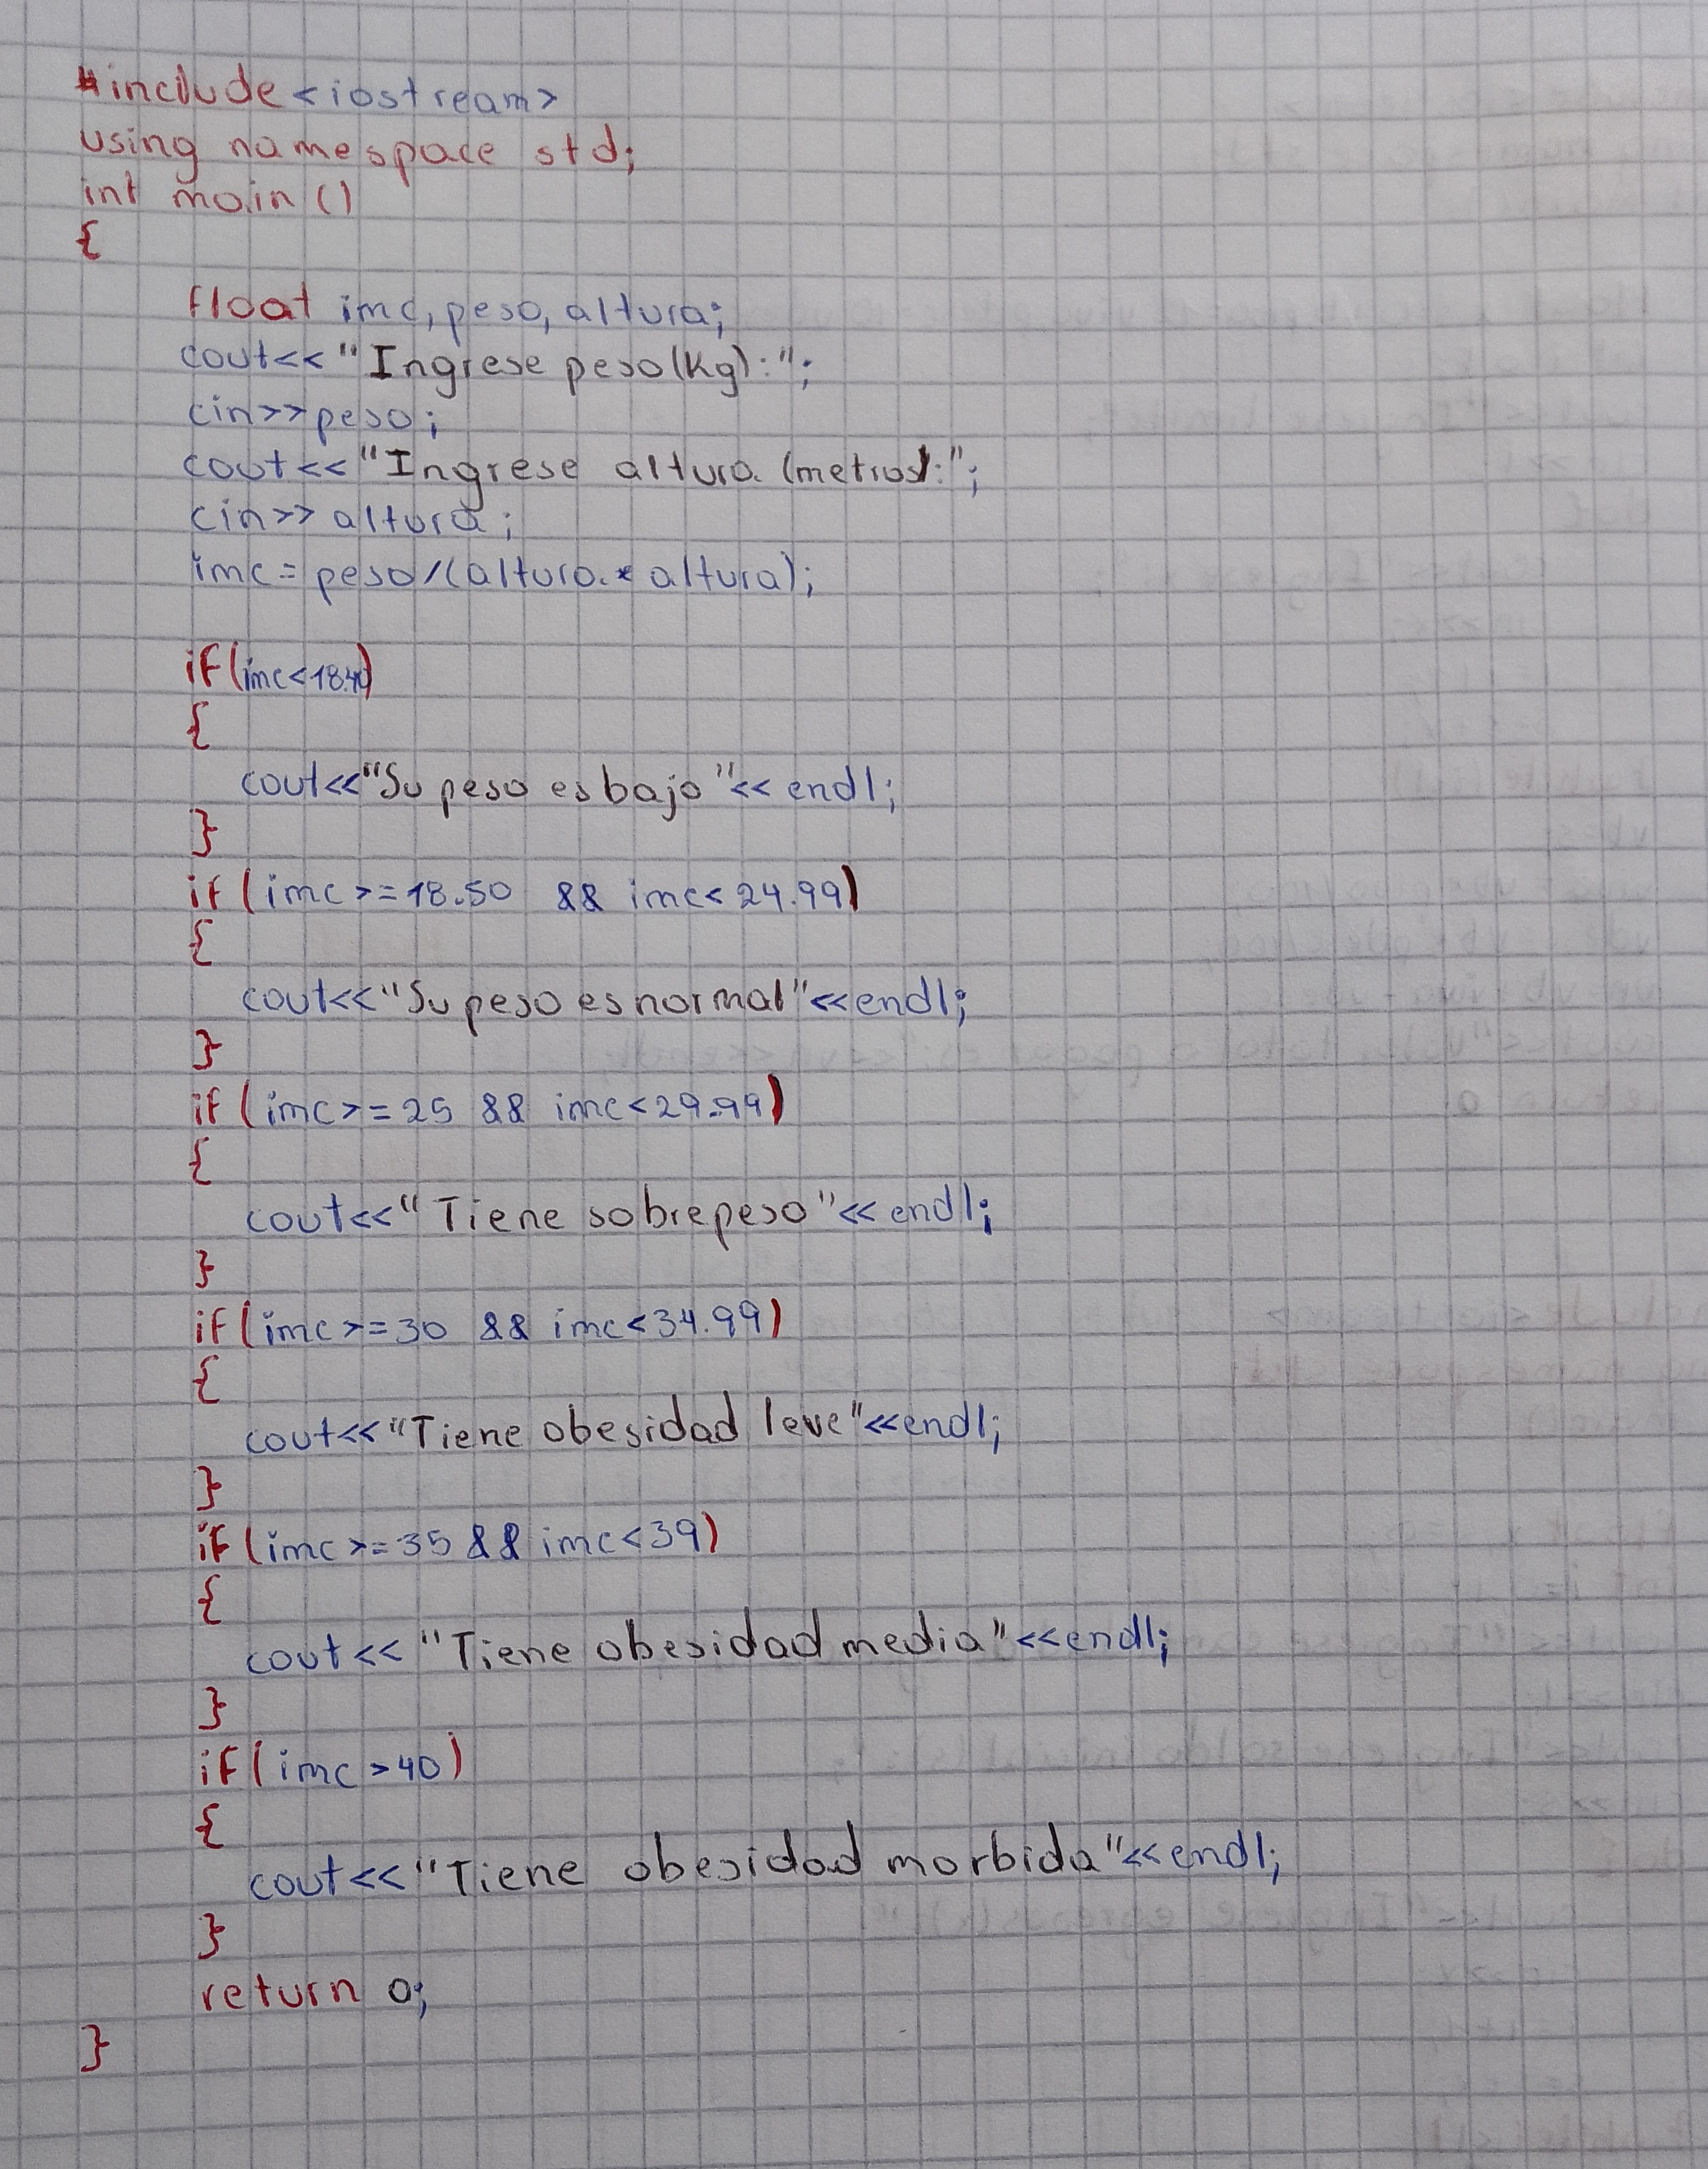 #include<iostream>
using namespace std;
int main()
{
float imc, peso, altura;
cout<<"Ingrese peso(Kg):";
cin>>peso;
cout<<"Ingrese altura (metros):";
cin>>altura;
imc=peso/(altura*altura);
if(imc<18.40)
{
cout<<"Su peso es bajo"<<endl;
}
if(imc>=18.50 && imc<24.99)
{
cout<<"Su peso es normal"<<endl;
}
if(imc>=25 && imc<29.99)
{
cout<<"Tiene sobrepeso"<<endl;
}
if(imc>=30 && imc<34.99)
{
cout<<"Tiene obesidad leve"<<endl;
}
if(imc>=35 && imc<39)
{
cout<<"Tiene obesidad media"<<endl;
}
if(imc>40)
{
cout<<"Tiene obesidad morbida"<<endl;
}
return 0;
}